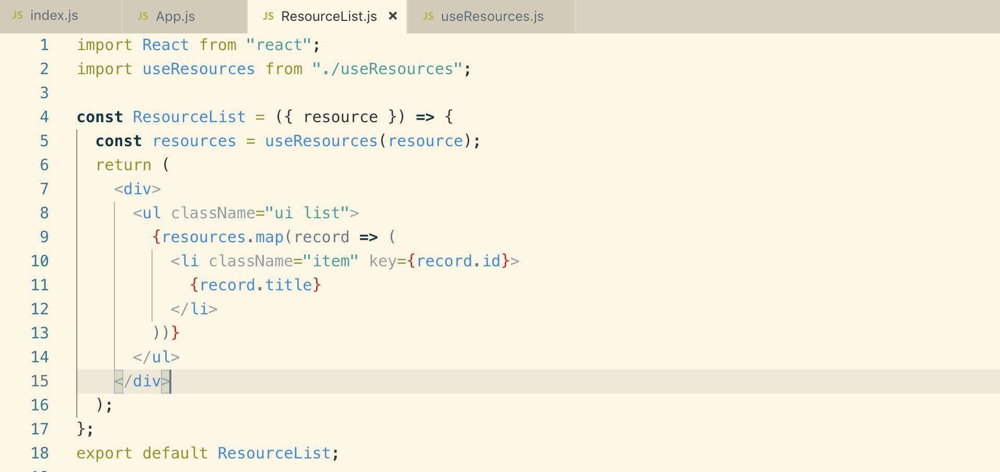 JS index.js JS App.js JS ResourceList.js × JS useResources.js
1 import React from "react";
2 import useResources from "./useResources";
3
4 const ResourceList = ({ resource }) => {
5   const resources = useResources(resource);
6   return (
7     <div>
8       <ul className="ui list">
9         {resources.map(record => (
10           <li className="item" key={record.id}>
11             {record.title}
12           </li>
13         ))}
14       </ul>
15     </div>
16   );
17 };
18 export default ResourceList;